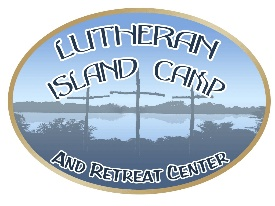 LUTHERAN
ISLAND CAMP
AND RETREAT CENTER